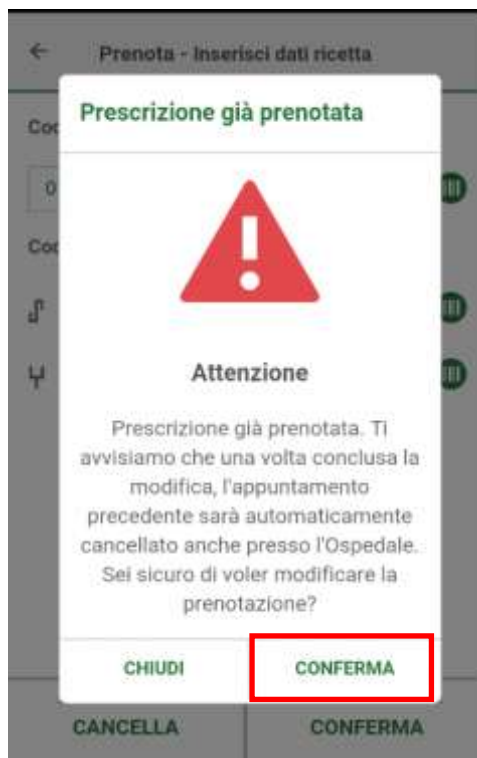 Prenota - Inserisci dati ricetta
Prescrizione già prenotata
Attenzione
Prescrizione già prenotata. Ti
avvisiamo che una volta conclusa la
modifica, l'appuntamento
precedente sarà automaticamente
cancellato anche presso l'Ospedale.
Sei sicuro di voler modificare la
prenotazione?
CHIUDI CONFERMA
CANCELLA CONFERMA